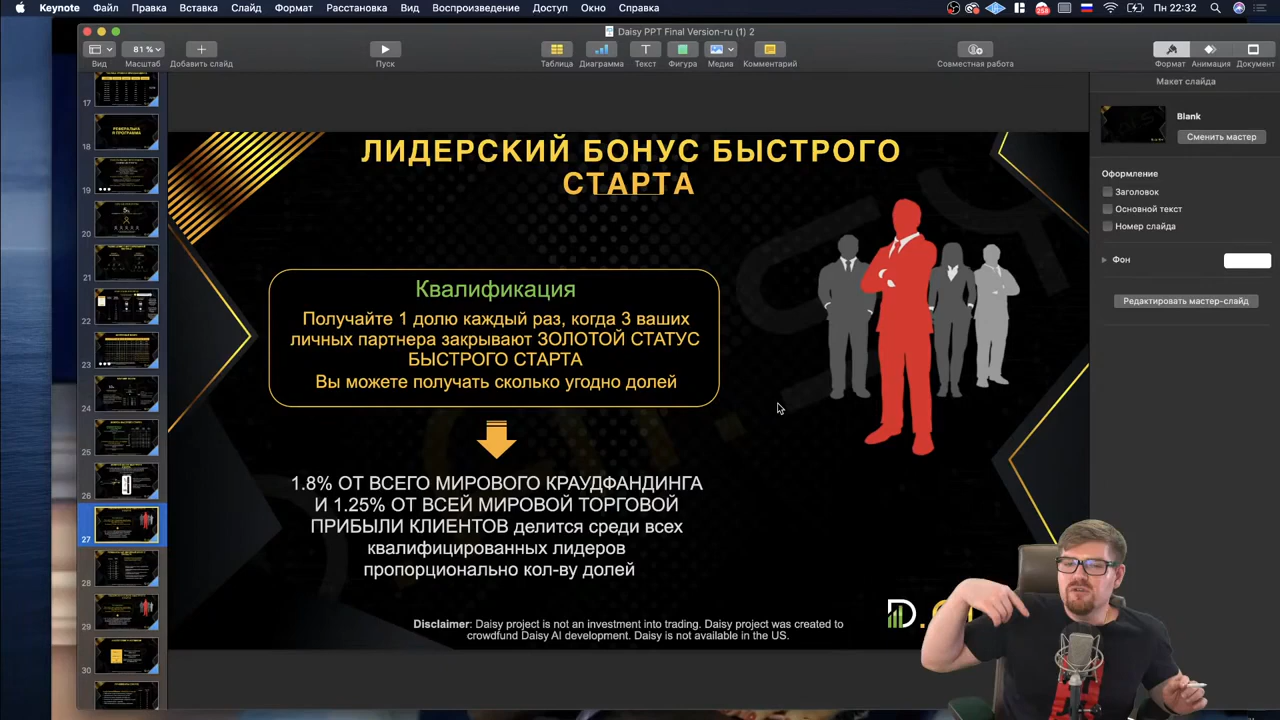 Keynote Файл Правка Вставка Слайд Формат Расстановка Вид Воспроизведение Доступ Окно Справка
258 Пн 22:32
Daisy PPT Final Version-ru (1) 2
81%
Вид Масштаб Добавить слайд Пуск Таблица Диаграмма Текст Фигура Медиа Комментарий Совместная работа Формат Анимация Документ
Макет слайда
Blank
Сменить мастер
Оформление
Заголовок
Основной текст
Номер слайда
Фон
Редактировать мастер-слайд
17
18
19
20
21
22
23
24
25
26
27
28
29
30
ЛИДЕРСКИЙ БОНУС БЫСТРОГО
СТАРТА
Квалификация
Получайте 1 долю каждый раз, когда 3 ваших
личных партнера закрывают ЗОЛОТОЙ СТАТУС
БЫСТРОГО СТАРТА
Вы можете получать сколько угодно долей
1.8% ОТ ВСЕГО МИРОВОГО КРАУДФАНДИНГА
И 1.25% ОТ ВСЕЙ МИРОВОЙ ТОРГОВОЙ
ПРИБЫЛИ КЛИЕНТОВ делится среди всех
квалифицированных лидеров
пропорционально кол-ву долей
Disclaimer: Daisy project is not an investment into trading. Daisy project was created to
crowdfund Daisy AI development. Daisy is not available in the US.